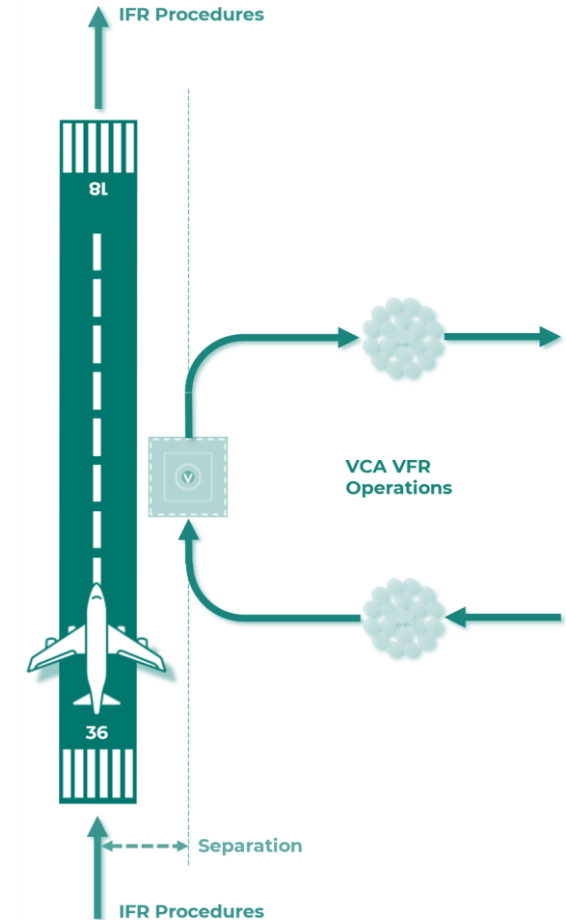 IFR Procedures
18
V
VCA VFR
Operations
36
Separation
IFR Procedures